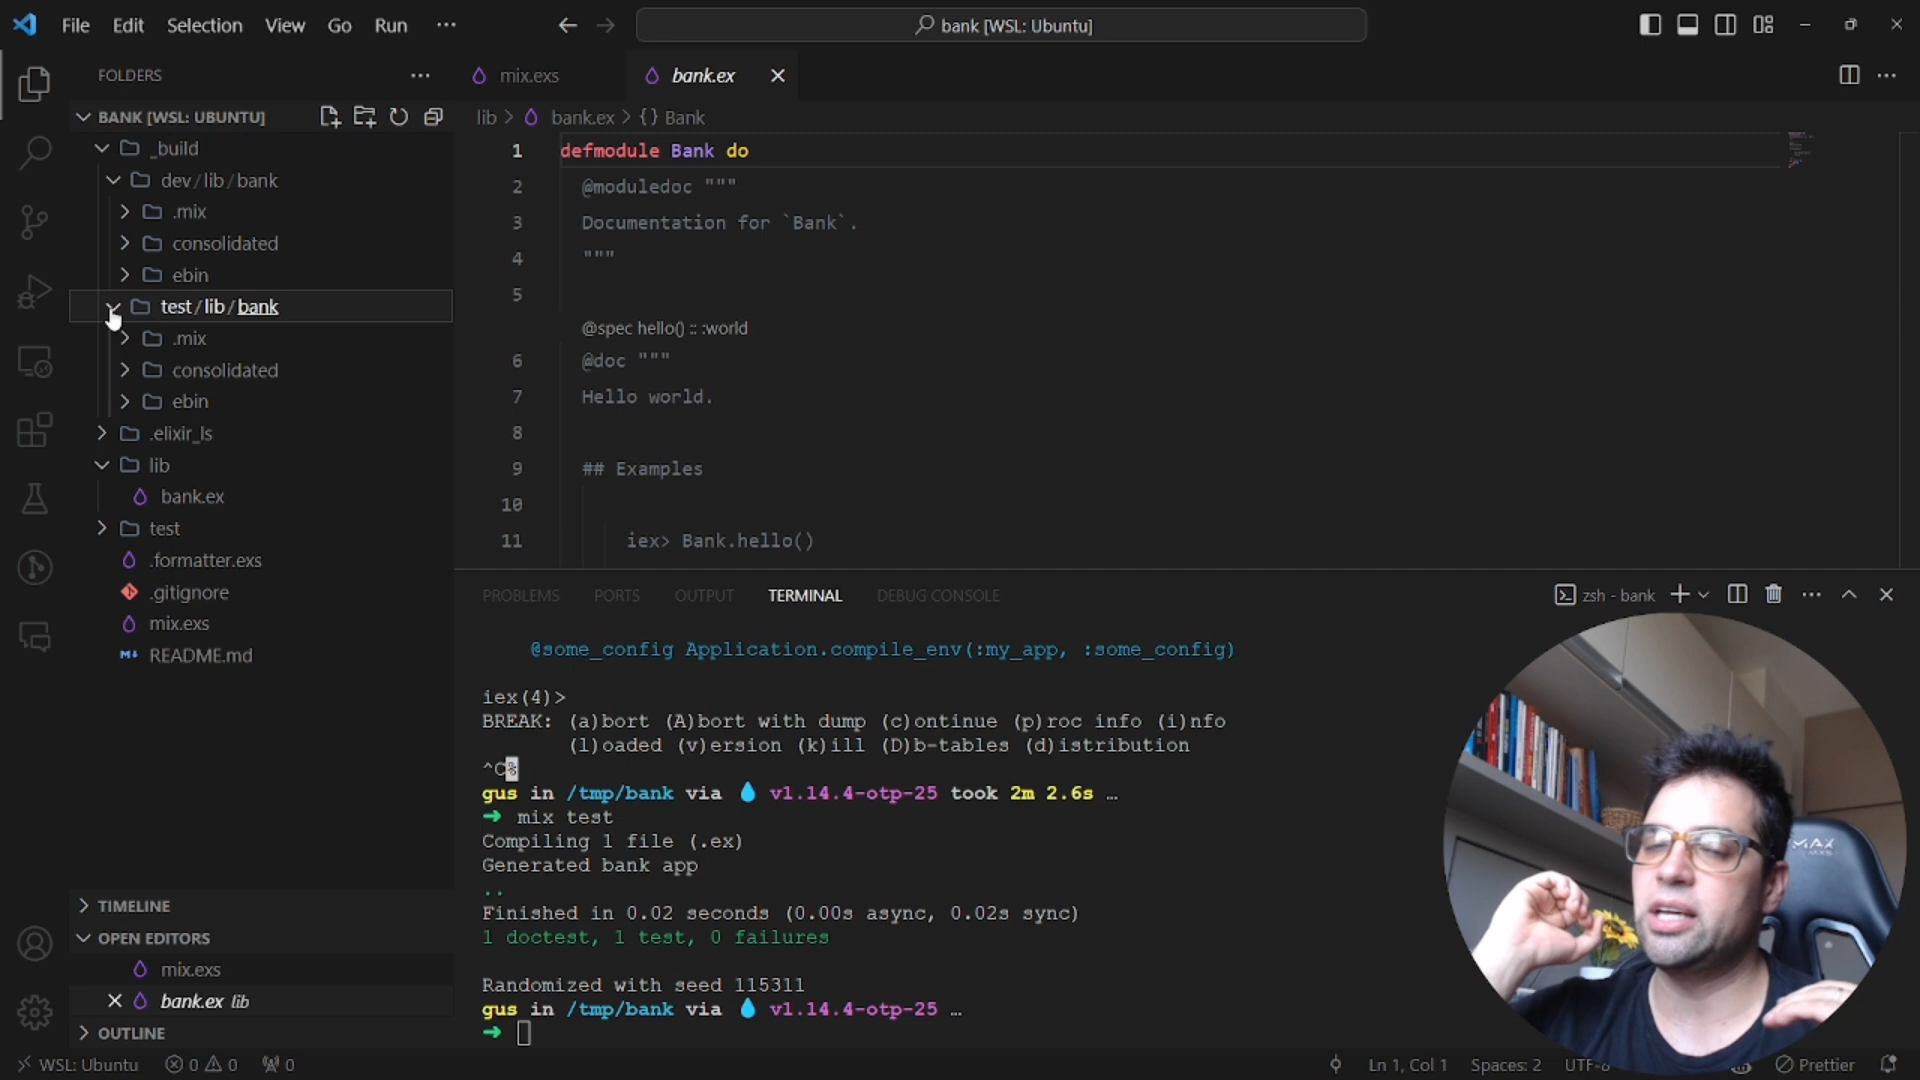 File Edit Selection View Go Run ···
bank [WSL: Ubuntu]
FOLDERS
BANK [WSL: UBUNTU]
_build
dev/lib/bank
.mix
consolidated
ebin
test/lib/bank
.mix
consolidated
ebin
.elixir_ls
lib
bank.ex
test
.formatter.exs
.gitignore
mix.exs
README.md
TIMELINE
OPEN EDITORS
mix.exs
bank.ex lib
OUTLINE
mix.exs
bank.ex
lib > bank.ex > {} Bank
1 defmodule Bank do
2 @moduledoc """
3 Documentation for `Bank`.
4 """
5
@spec hello() :: :world
6 @doc """
7 Hello world.
8
9 ## Examples
10
11 iex> Bank.hello()
PROBLEMS PORTS OUTPUT TERMINAL DEBUG CONSOLE
zsh - bank
@some_config Application.compile_env(:my_app, :some_config)
iex(4)>
BREAK: (a)bort (A)bort with dump (c)ontinue (p)roc info (i)nfo
(l)oaded (v)ersion (k)ill (D)b-tables (d)istribution
^C%
gus in /tmp/bank via v1.14.4-otp-25 took 2m 2.6s …
➜ mix test
Compiling 1 file (.ex)
Generated bank app
..
Finished in 0.02 seconds (0.00s async, 0.02s sync)
1 doctest, 1 test, 0 failures
Randomized with seed 115311
gus in /tmp/bank via v1.14.4-otp-25 …
➜
MAX
WSL: Ubuntu 0 0 0
Ln 1, Col 1 Spaces: 2 Prettier